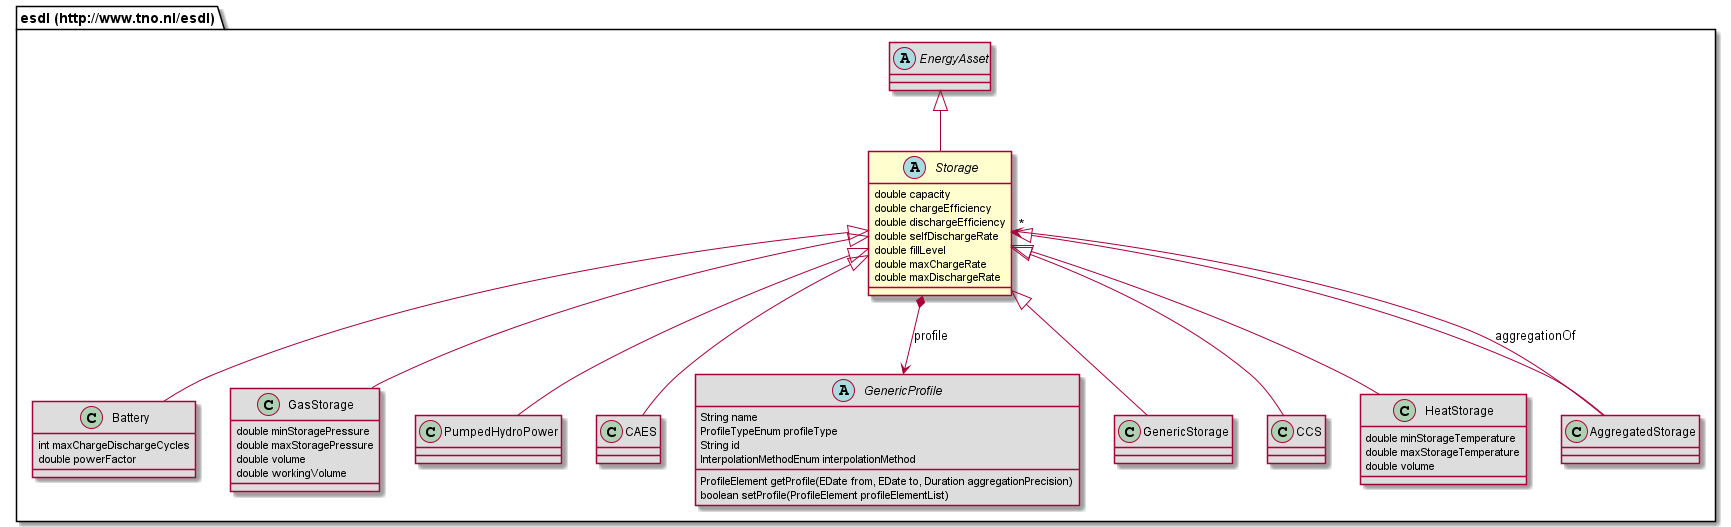 esdl (http://www.tno.nl/esdl)
A EnergyAsset
A Storage
double capacity
double chargeEfficiency
double dischargeEfficiency
double selfDischargeRate
double fillLevel
double maxChargeRate
double maxDischargeRate
*
profile
aggregationOf
C Battery
int maxChargeDischargeCycles
double powerFactor
C GasStorage
double minStoragePressure
double maxStoragePressure
double volume
double workingVolume
C PumpedHydroPower
C CAES
A GenericProfile
String name
ProfileTypeEnum profileType
String id
InterpolationMethodEnum interpolationMethod
ProfileElement getProfile(EDate from, EDate to, Duration aggregationPrecision)
boolean setProfile(ProfileElement profileElementList)
C GenericStorage
C CCS
C HeatStorage
double minStorageTemperature
double maxStorageTemperature
double volume
C AggregatedStorage